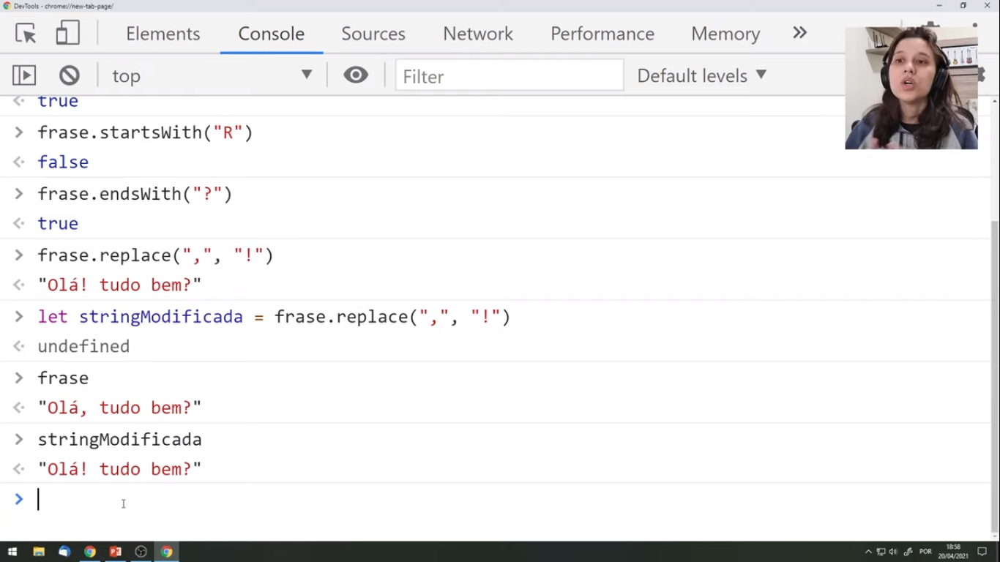 DevTools - chrome://new-tab-page/
Elements Console Sources Network Performance Memory »
top Filter Default levels
true
> frase.startsWith("R")
false
> frase.endsWith("?")
true
> frase.replace(",", "!")
"Olá! tudo bem?"
> let stringModificada = frase.replace(",", "!")
undefined
> frase
"Olá, tudo bem?"
> stringModificada
"Olá! tudo bem?"
>
POR 18:58
20/04/2021